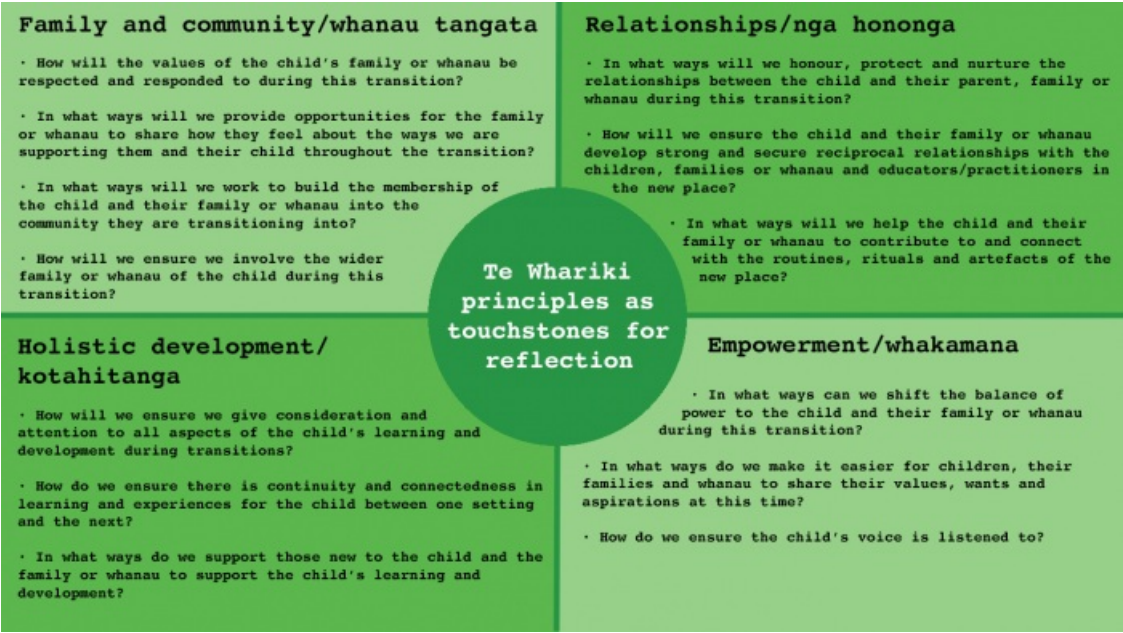 Family and community/whanau tangata
· How will the values of the child's family or whanau be
respected and responded to during this transition?
· In what ways will we provide opportunities for the family
or whanau to share how they feel about the ways we are
supporting them and their child throughout the transition?
· In what ways will we work to build the membership of
the child and their family or whanau into the
community they are transitioning into?
· How will we ensure we involve the wider
family or whanau of the child during this
transition?
Relationships/nga hononga
· In what ways will we honour, protect and nurture the
relationships between the child and their parent, family or
whanau during this transition?
· How will we ensure the child and their family or whanau
develop strong and secure reciprocal relationships with the
children, families or whanau and educators/practitioners in
the new place?
· In what ways will we help the child and their
family or whanau to contribute to and connect
with the routines, rituals and artefacts of the
new place?
Te Whariki
principles as
touchstones for
reflection
Holistic development/
kotahitanga
· How will we ensure we give consideration and
attention to all aspects of the child's learning and
development during transitions?
· How do we ensure there is continuity and connectedness in
learning and experiences for the child between one setting
and the next?
· In what ways do we support those new to the child and the
family or whanau to support the child's learning and
development?
Empowerment/whakamana
· In what ways can we shift the balance of
power to the child and their family or whanau
during this transition?
· In what ways do we make it easier for children, their
families and whanau to share their values, wants and
aspirations at this time?
· How do we ensure the child's voice is listened to?